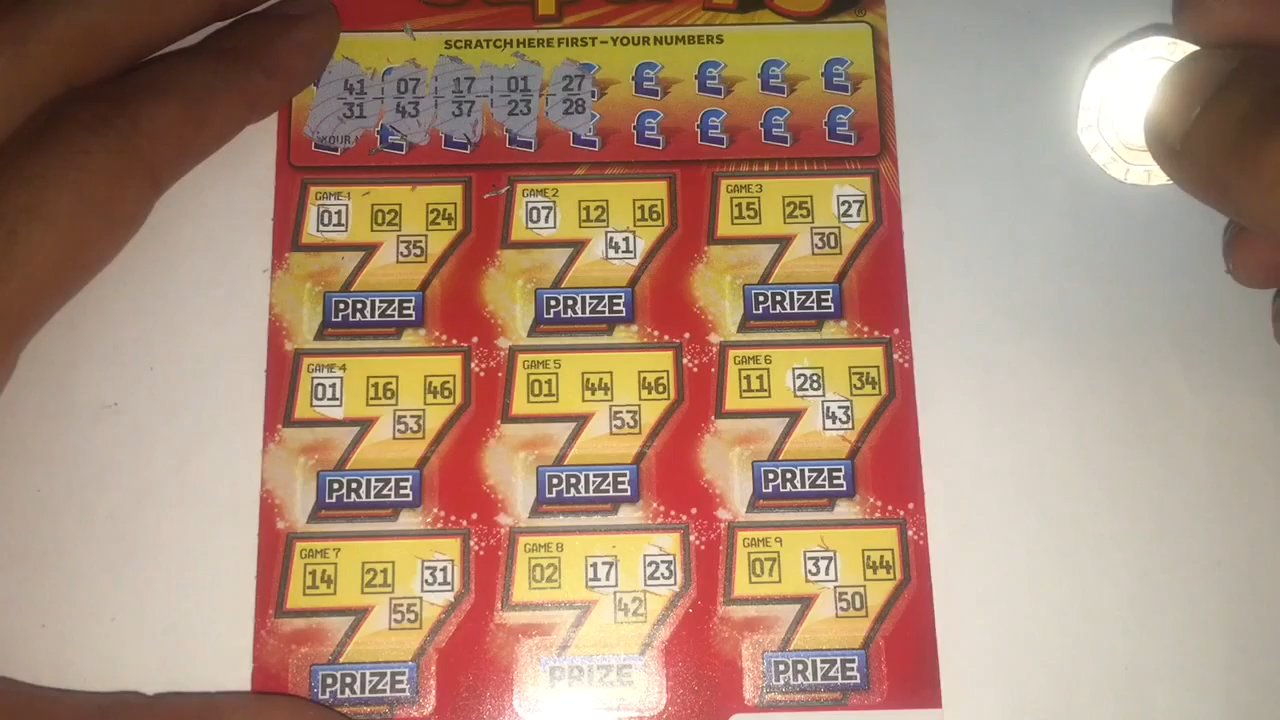 SCRATCH HERE FIRST – YOUR NUMBERS
£ £ £ £ £
41 07 17 01 27
31 43 37 23 28
£ £ £ £
GAME 1 GAME 2 GAME 3
01 02 24 07 12 16 15 25 27
35 41 30
PRIZE PRIZE PRIZE
GAME 4 GAME 5 GAME 6
01 16 46 01 44 46 11 28 34
53 53 43
PRIZE PRIZE PRIZE
GAME 7 GAME 8 GAME 9
14 21 31 02 17 23 07 37 44
55 42 50
PRIZE PRIZE PRIZE